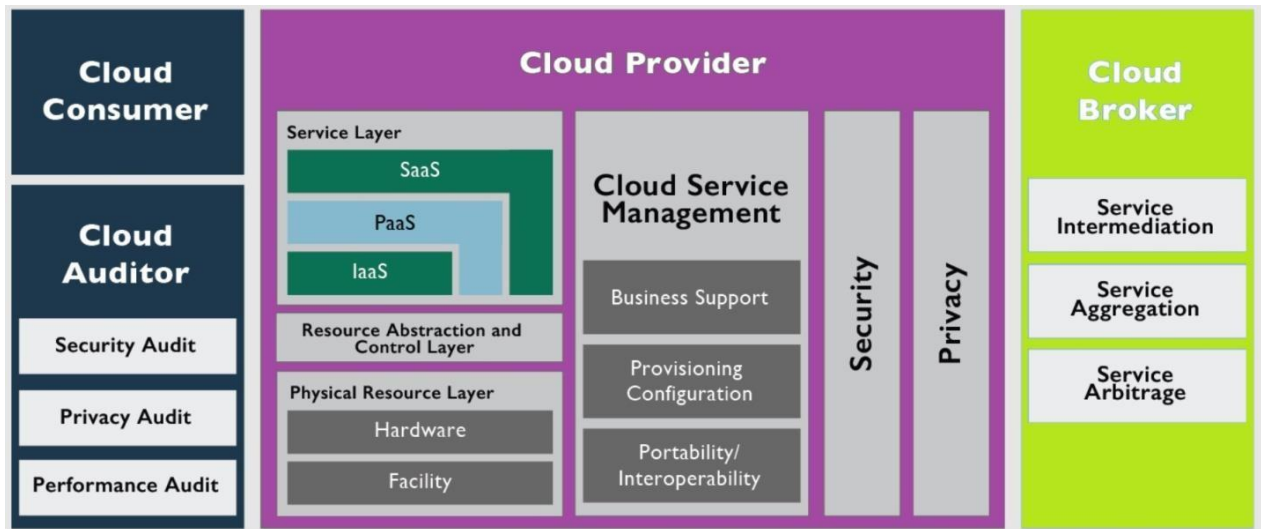 Cloud
Consumer
Cloud
Auditor
Security Audit
Privacy Audit
Performance Audit
Cloud Provider
Service Layer
SaaS
PaaS
IaaS
Resource Abstraction and
Control Layer
Physical Resource Layer
Hardware
Facility
Cloud Service
Management
Business Support
Provisioning
Configuration
Portability/
Interoperability
Security
Privacy
Cloud
Broker
Service
Intermediation
Service
Aggregation
Service
Arbitrage